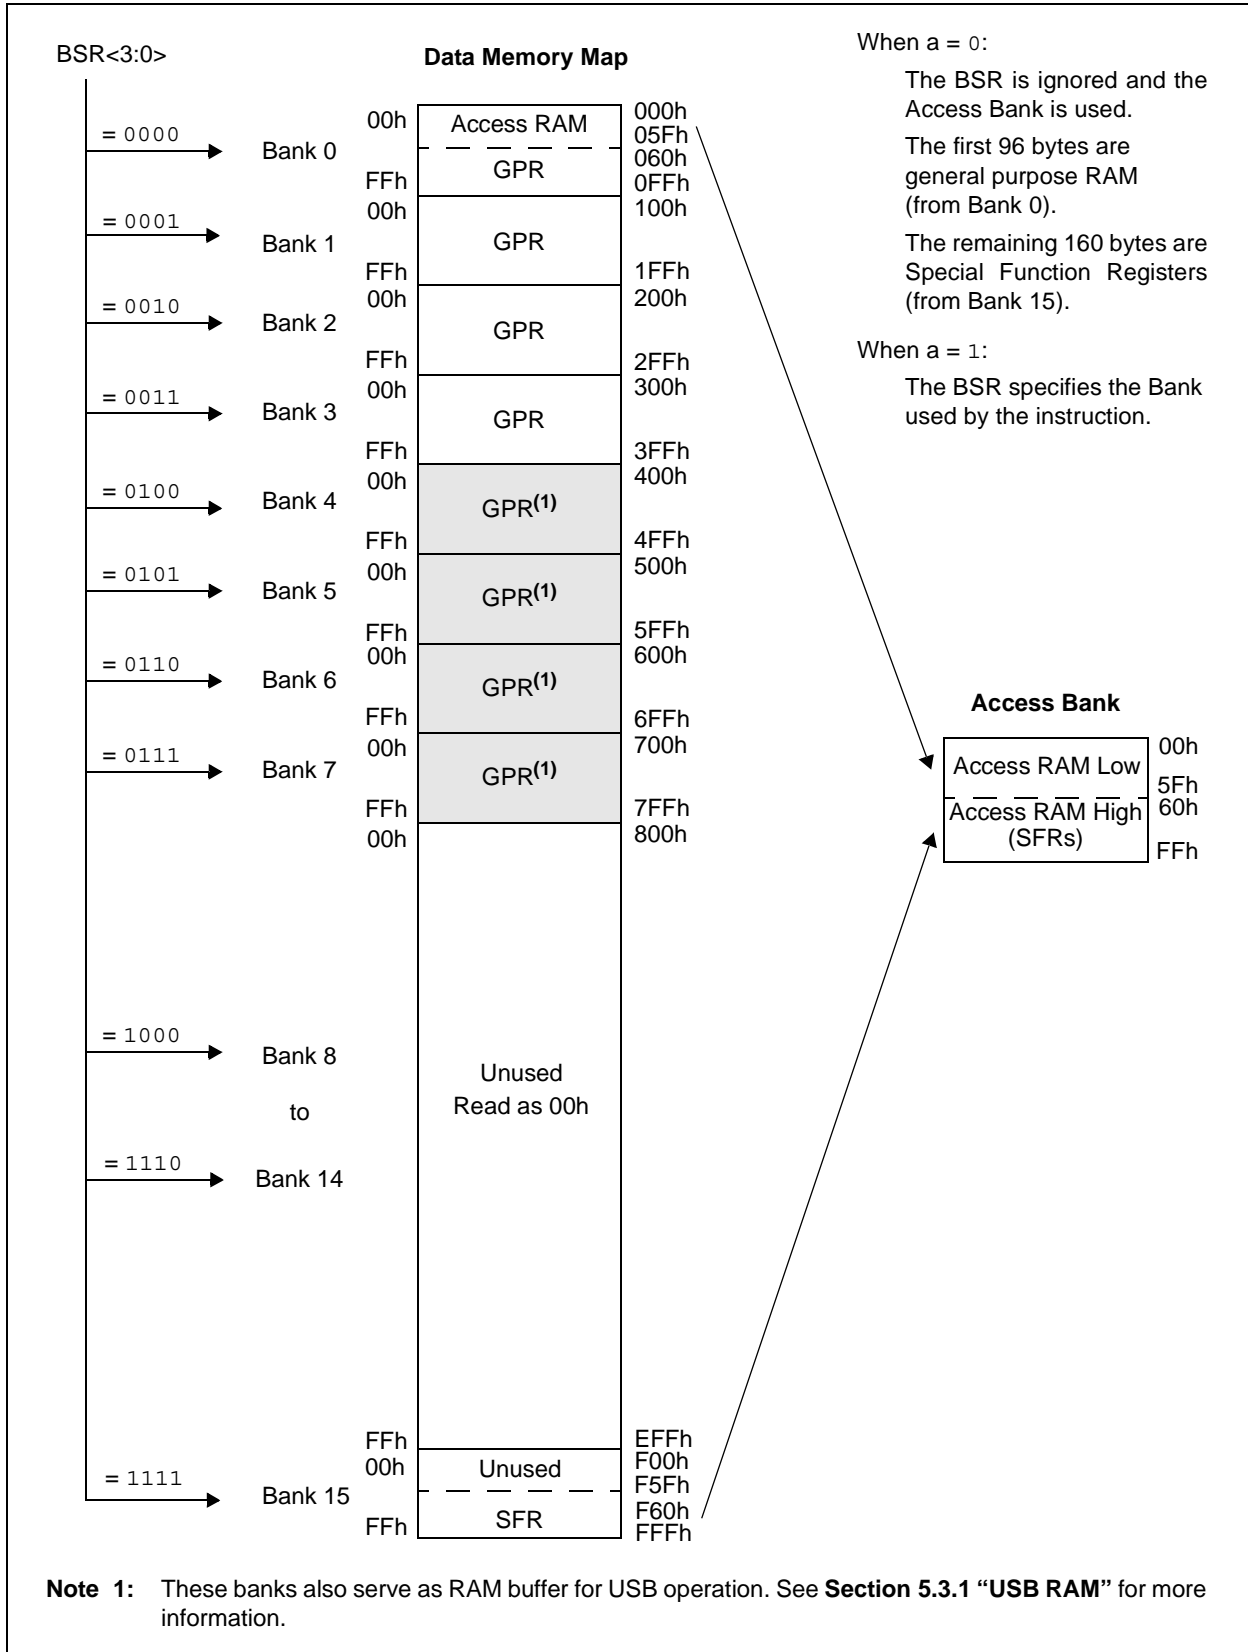 BSR<3:0>
Data Memory Map
When a = 0:
The BSR is ignored and the
Access Bank is used.
The first 96 bytes are
general purpose RAM
(from Bank 0).
The remaining 160 bytes are
Special Function Registers
(from Bank 15).
When a = 1:
The BSR specifies the Bank
used by the instruction.
= 0000
Bank 0
00h
Access RAM
000h
05Fh
060h
GPR
FFh
0FFh
= 0001
Bank 1
00h
100h
GPR
FFh
1FFh
= 0010
Bank 2
00h
200h
GPR
FFh
2FFh
= 0011
Bank 3
00h
300h
GPR
FFh
3FFh
= 0100
Bank 4
00h
400h
GPR(1)
FFh
4FFh
= 0101
Bank 5
00h
500h
GPR(1)
FFh
5FFh
= 0110
Bank 6
00h
600h
GPR(1)
FFh
6FFh
= 0111
Bank 7
00h
700h
GPR(1)
FFh
7FFh
00h
800h
= 1000
Bank 8
to
= 1110
Bank 14
Unused
Read as 00h
FFh
EFFh
= 1111
Bank 15
00h
F00h
Unused
F5Fh
F60h
SFR
FFh
FFFh
Access Bank
Access RAM Low
00h
5Fh
Access RAM High
(SFRs)
60h
FFh
Note 1: These banks also serve as RAM buffer for USB operation. See Section 5.3.1 “USB RAM” for more
information.